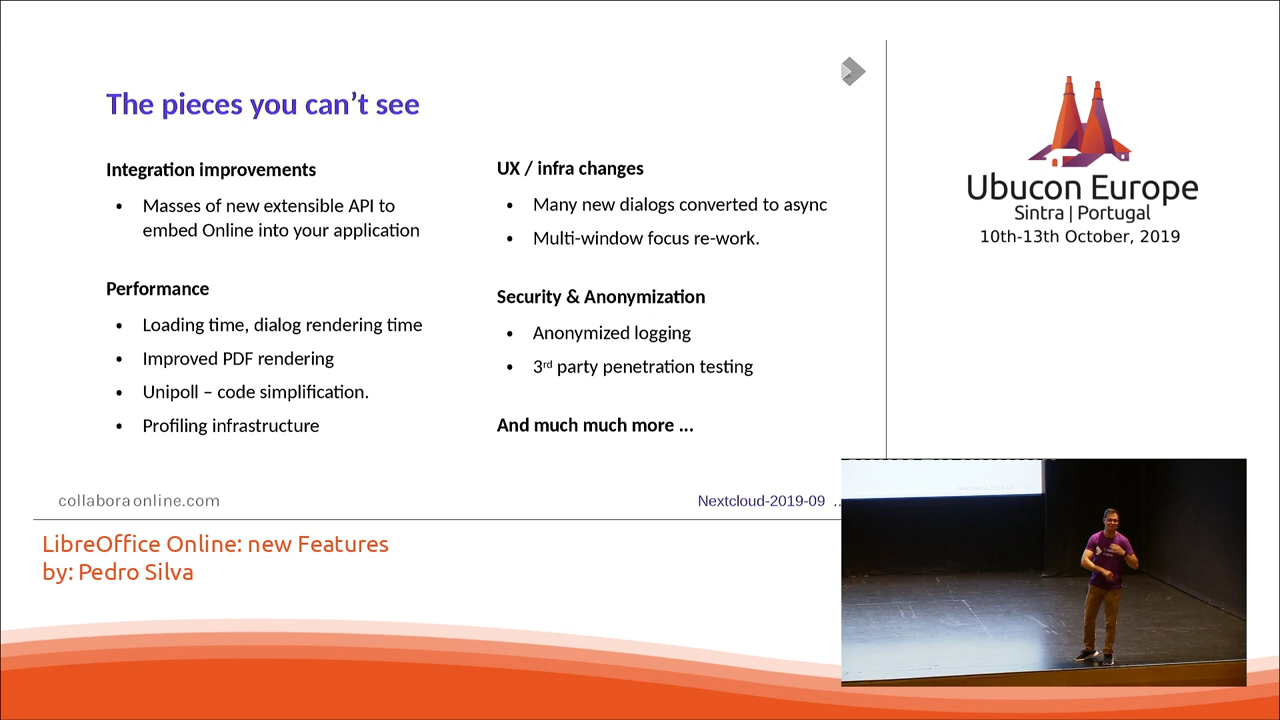 The pieces you can't see
Integration improvements
• Masses of new extensible API to
embed Online into your application
Performance
• Loading time, dialog rendering time
• Improved PDF rendering
• Unipoll – code simplification.
• Profiling infrastructure
UX / infra changes
• Many new dialogs converted to async
• Multi-window focus re-work.
Security & Anonymization
• Anonymized logging
• 3rd party penetration testing
And much much more ...
collaboraonline.com
Nextcloud-2019-09 ..
Ubucon Europe
Sintra | Portugal
10th-13th October, 2019
LibreOffice Online: new Features
by: Pedro Silva